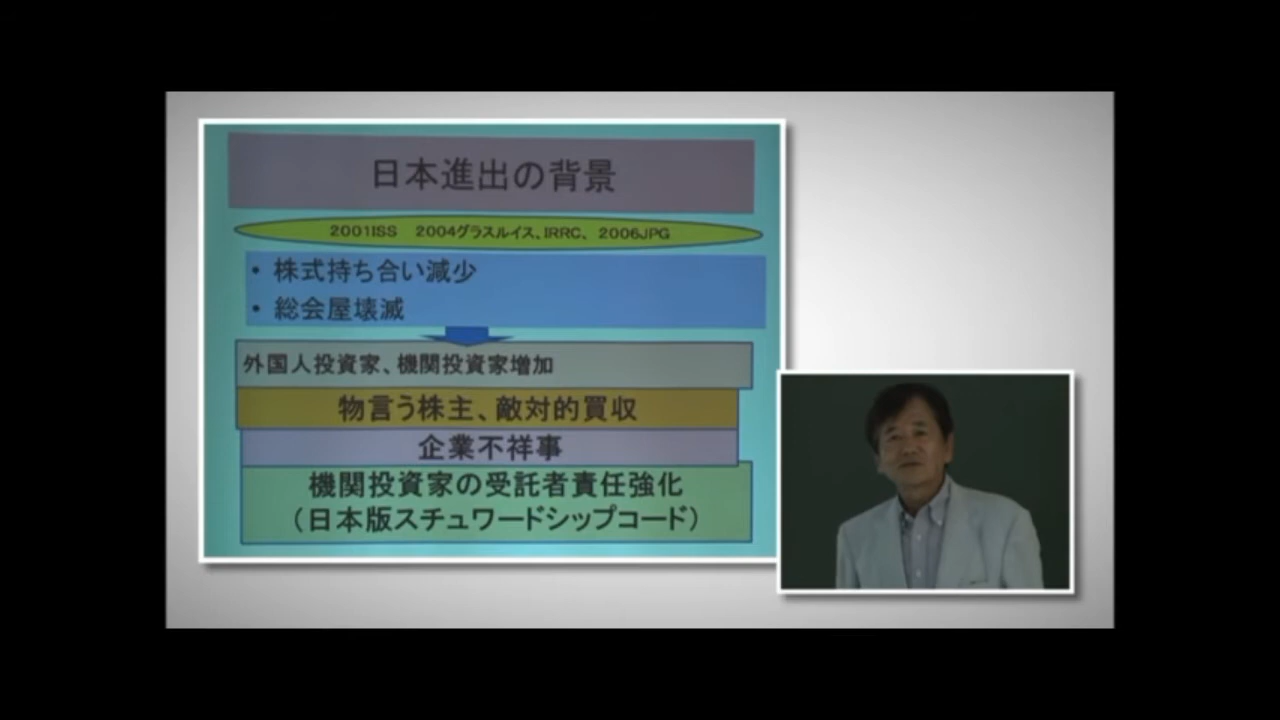 日本進出の背景
2001ISS 2004グラスルイス、IRRC、 2006JPG
・ 株式持ち合い減少
・ 総会屋壊滅
外国人投資家、機関投資家増加
物言う株主、敵対的買収
企業不祥事
機関投資家の受託者責任強化
（日本版スチュワードシップコード）